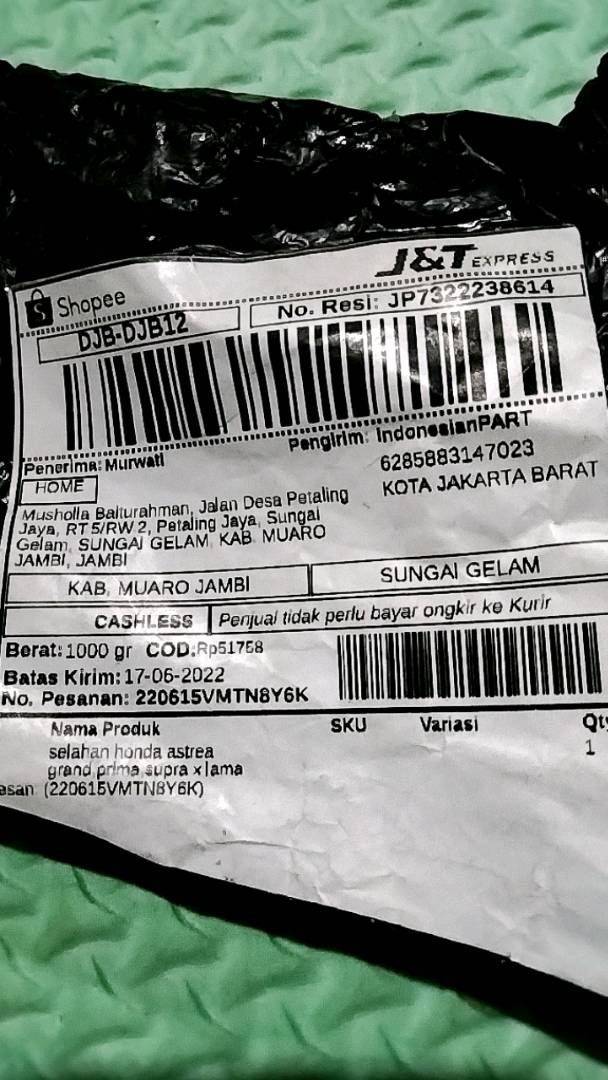 Shopee
J&T EXPRESS
DJB-DJB12
No. Resi: JP7322238614
Penerima: Murwati
Pengirim: IndonesianPART
HOME
6285883147023
KOTA JAKARTA BARAT
Musholla Baiturahman, Jalan Desa Petaling
Jaya, RT 5/RW 2, Petaling Jaya, Sungai
Gelam, SUNGAI GELAM, KAB. MUARO
JAMBI, JAMBI
KAB. MUARO JAMBI
SUNGAI GELAM
CASHLESS
Penjual tidak perlu bayar ongkir ke Kurir
Berat: 1000 gr COD: Rp51758
Batas Kirim: 17-06-2022
No. Pesanan: 220615VMTN8Y6K
Nama Produk SKU Variasi Qty
selahan honda astrea 1
grand prima supra x lama
esan (220615VMTN8Y6K)